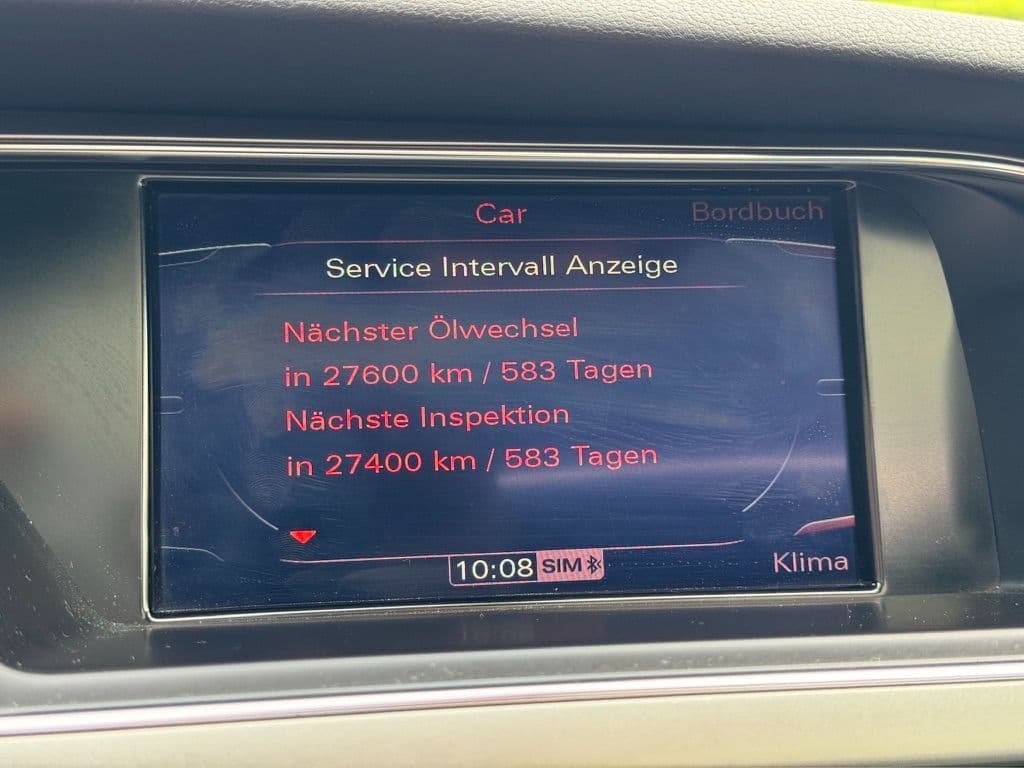 Car
Bordbuch
Service Intervall Anzeige
Nächster Ölwechsel
in 27600 km / 583 Tagen
Nächste Inspektion
in 27400 km / 583 Tagen
10:08 SIM
Klima